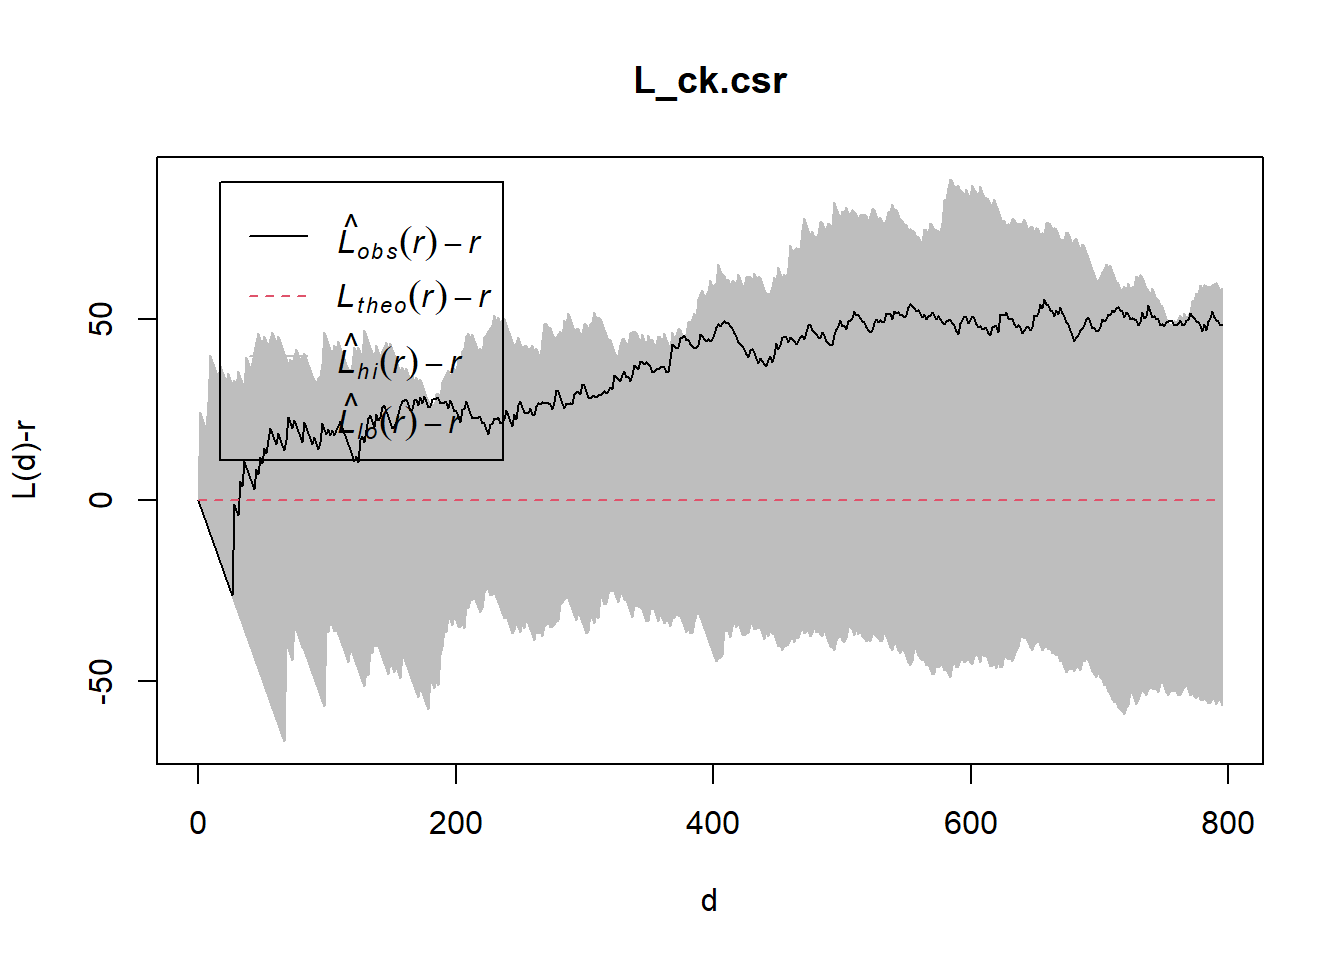 L_ck.csr
L̂obs(r) − r
Ltheo(r) − r
L̂hi(r) − r
L̂lo(r) − r
L(d)-r
50
0
-50
0 200 400 600 800
d